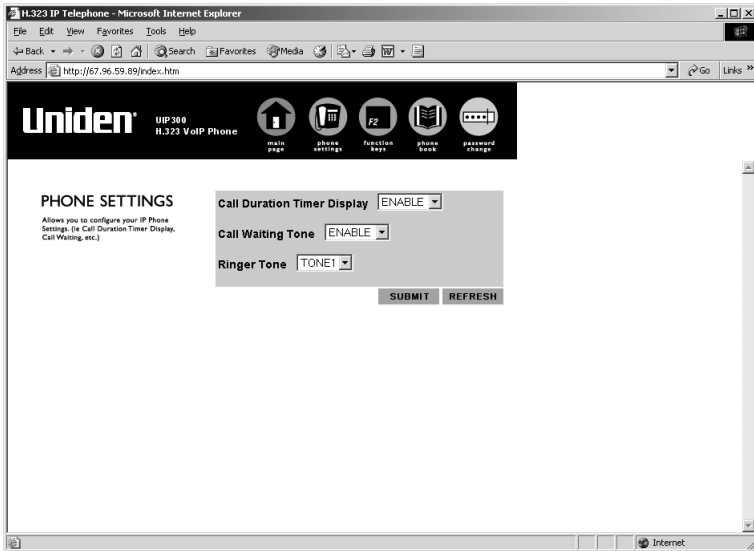 H.323 IP Telephone - Microsoft Internet Explorer
File Edit View Favorites Tools Help
Back Search Favorites Media
Address http://67.96.59.89/index.htm Go Links »
Uniden®
UIP300
H.323 VoIP Phone
F2
main
page
phone
settings
function
keys
phone
book
password
change
PHONE SETTINGS
Allows you to configure your IP Phone
Settings. (ie Call Duration Timer Display,
Call Waiting, etc.)
Call Duration Timer Display ENABLE
Call Waiting Tone ENABLE
Ringer Tone TONE1
SUBMIT REFRESH
Internet